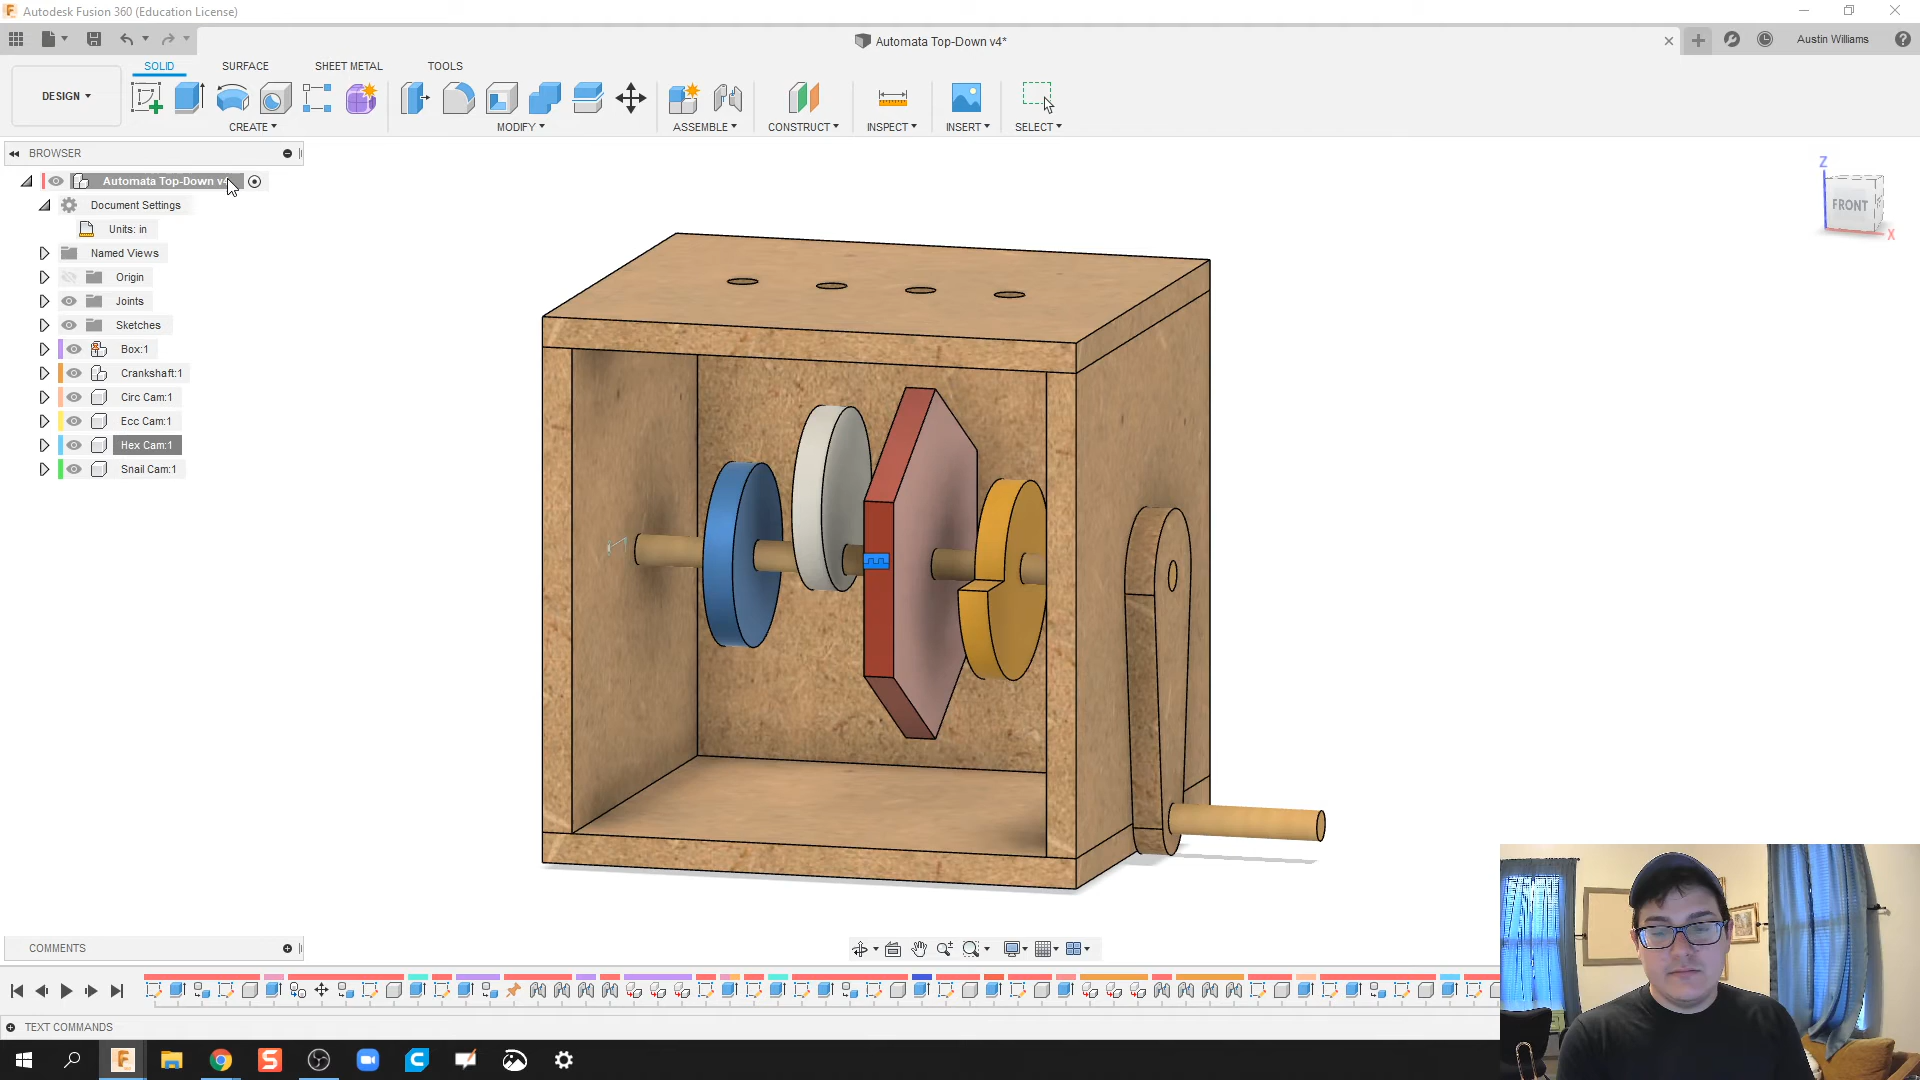 Autodesk Fusion 360 (Education License)
Automata Top-Down v4*
Austin Williams
DESIGN
SOLID SURFACE SHEET METAL TOOLS
CREATE MODIFY ASSEMBLE CONSTRUCT INSPECT INSERT SELECT
BROWSER
Automata Top-Down v
Document Settings
Units: in
Named Views
Origin
Joints
Sketches
Box:1
Crankshaft:1
Circ Cam:1
Ecc Cam:1
Hex Cam:1
Snail Cam:1
Z
FRONT
X
COMMENTS
TEXT COMMANDS